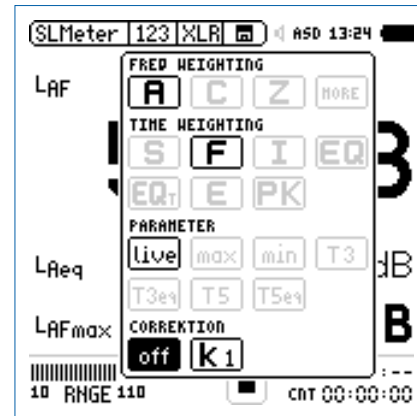 SLMeter 123 XLR ASD 13:24
LAF
FREQ WEIGHTING
A C Z MORE
TIME WEIGHTING
S F I EQ
EQT E PK
3
PARAMETER
live max min T3
T3eq T5 T5eq
LAeq dB
LAFmax B
CORREKTION
off k1
10 RNGE 110 CNT 00:00:00